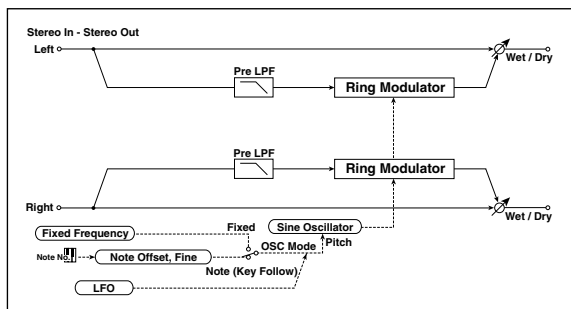 Stereo In - Stereo Out
Left
Wet / Dry
Pre LPF
Ring Modulator
Pre LPF
Ring Modulator
Right
Wet / Dry
Fixed Frequency
Fixed
Sine Oscillator
OSC Mode
Pitch
Note No.
Note Offset, Fine
Note (Key Follow)
LFO